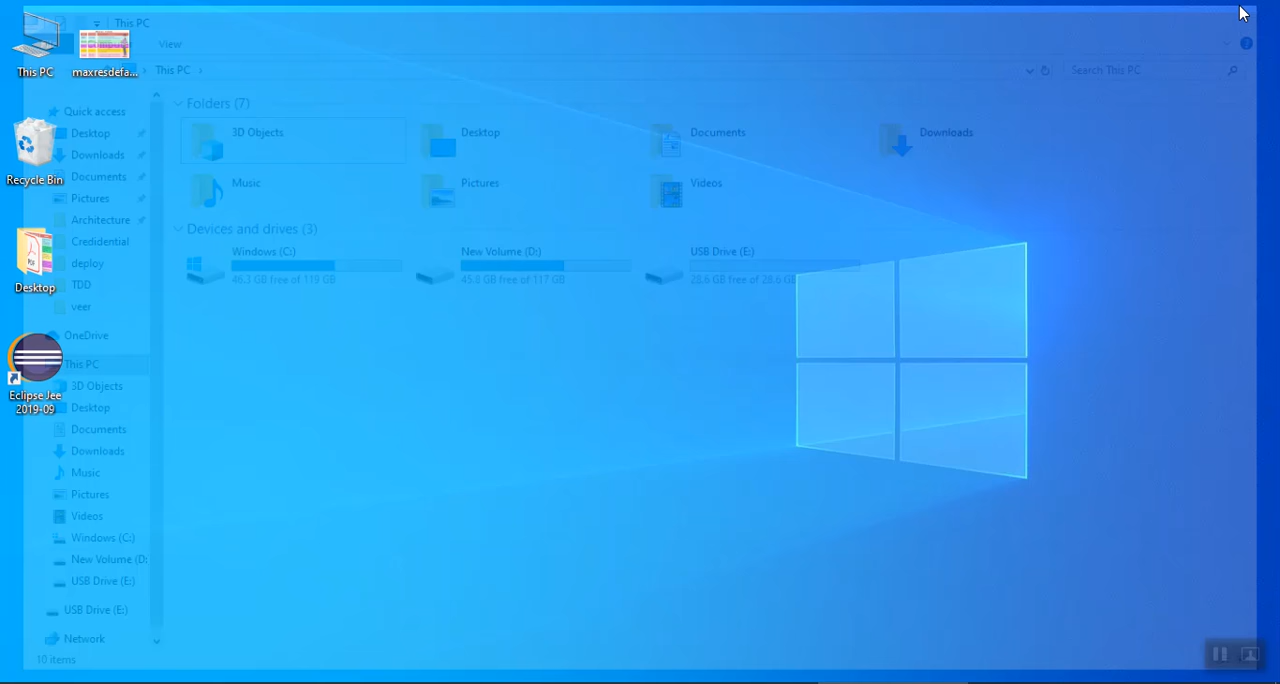 This PC
View
This PC
Search This PC
This PC
maxresdefa...
Recycle Bin
Desktop
Eclipse Jee
2019-09
Quick access
Desktop
Downloads
Documents
Pictures
Architecture
Credidential
deploy
TDD
veer
OneDrive
This PC
3D Objects
Desktop
Documents
Downloads
Music
Pictures
Videos
Windows (C:)
New Volume (D:
USB Drive (E:)
USB Drive (E:)
Network
10 items
Folders (7)
3D Objects
Desktop
Documents
Downloads
Music
Pictures
Videos
Devices and drives (3)
Windows (C:)
46.3 GB free of 119 GB
New Volume (D:)
45.8 GB free of 117 GB
USB Drive (E:)
28.6 GB free of 28.6 GB